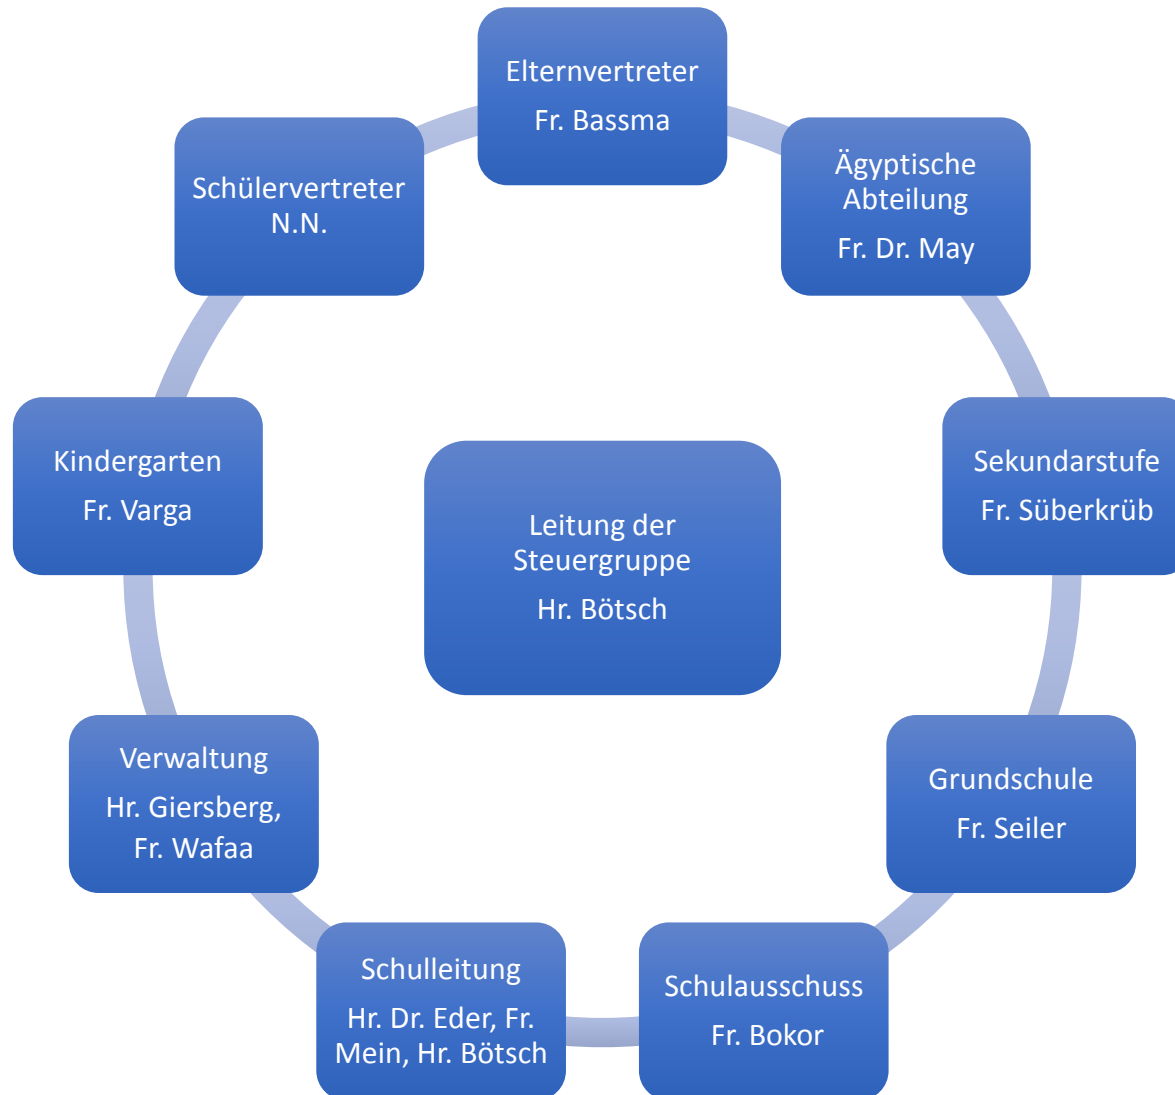 Elternvertreter
Fr. Bassma
Ägyptische
Abteilung
Fr. Dr. May
Sekundarstufe
Fr. Süberkrüb
Grundschule
Fr. Seiler
Schulausschuss
Fr. Bokor
Schulleitung
Hr. Dr. Eder, Fr.
Mein, Hr. Bötsch
Verwaltung
Hr. Giersberg,
Fr. Wafaa
Kindergarten
Fr. Varga
Schülervertreter
N.N.
Leitung der
Steuergruppe
Hr. Bötsch